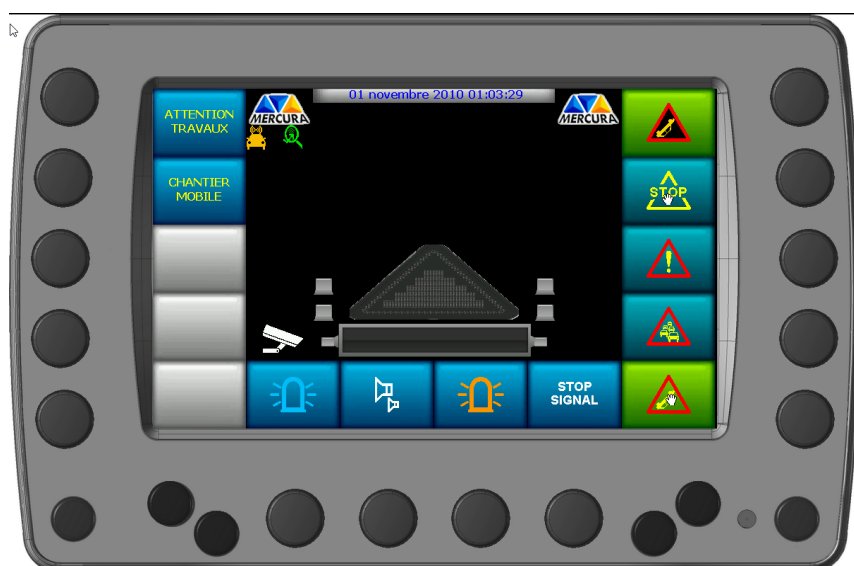 01 novembre 2010 01:03:29
ATTENTION
TRAVAUX
MERCURA
MERCURA
STOP
CHANTIER
MOBILE
!
STOP
SIGNAL